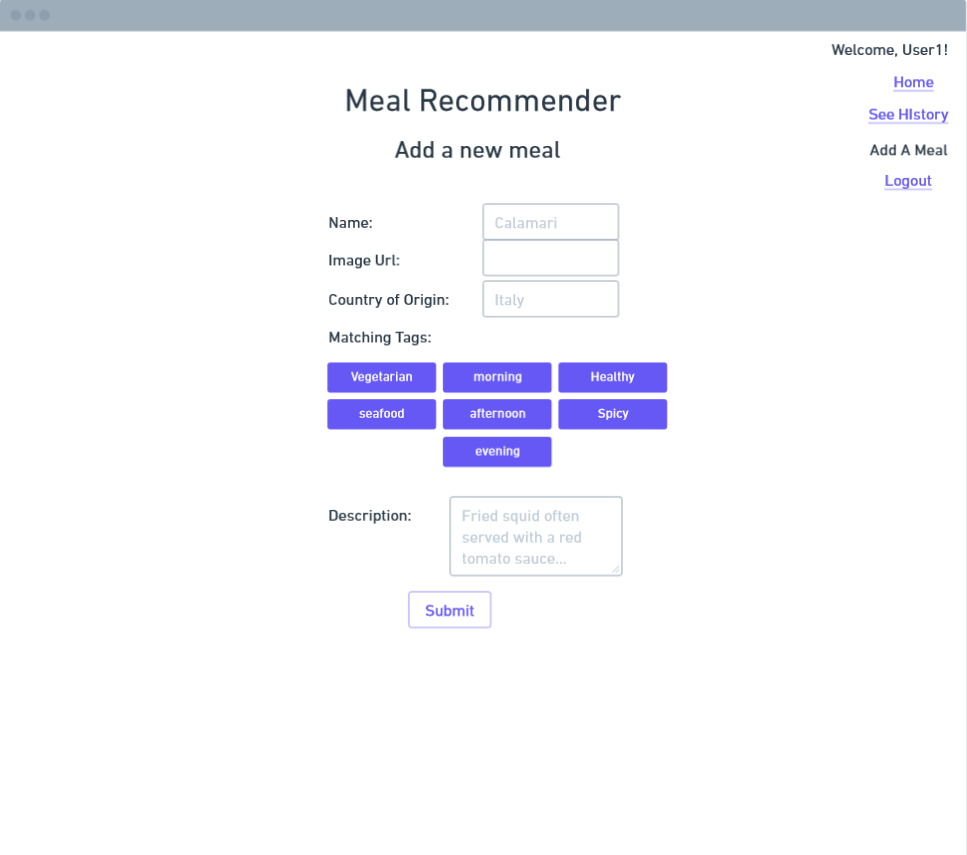 Welcome, User1!
Home
See HIstory
Add A Meal
Logout
Meal Recommender
Add a new meal
Name:
Calamari
Image Url:
Country of Origin:
Italy
Matching Tags:
Vegetarian
morning
Healthy
seafood
afternoon
Spicy
evening
Description:
Fried squid often
served with a red
tomato sauce...
Submit